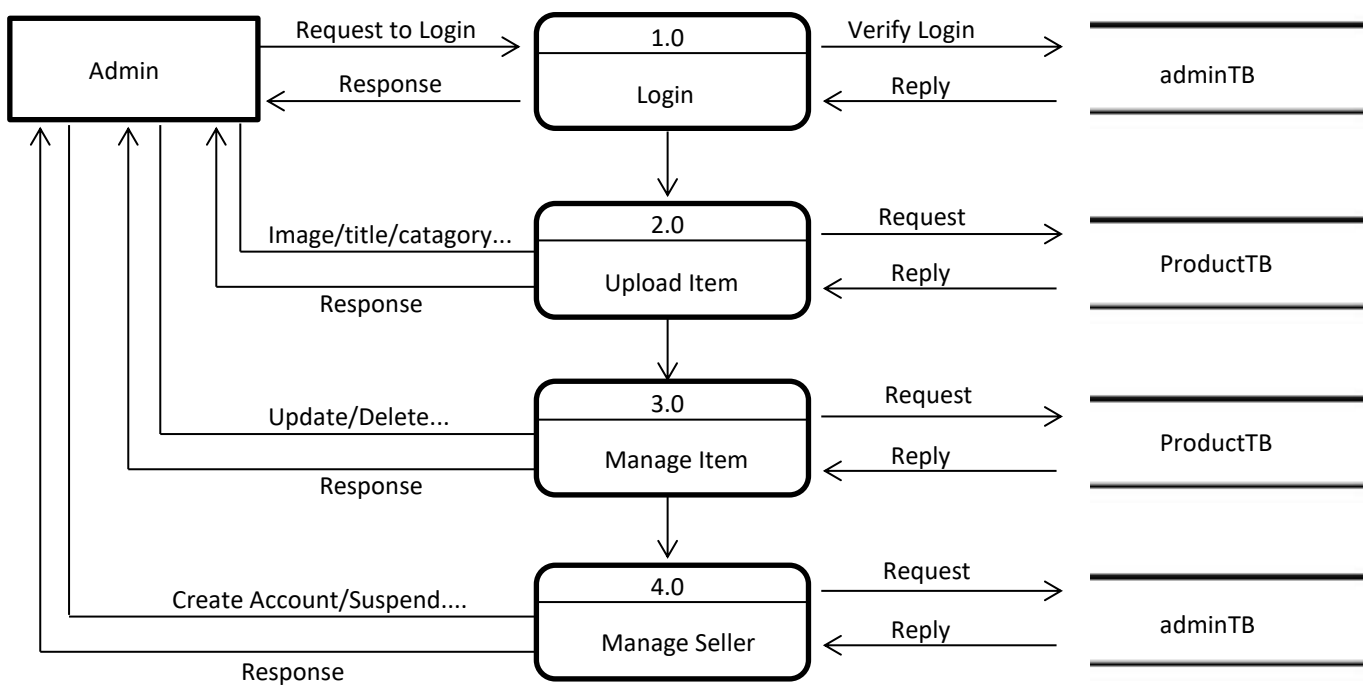 Admin
Request to Login
Response
1.0
Login
Verify Login
Reply
adminTB
Image/title/catagory...
Response
2.0
Upload Item
Request
Reply
ProductTB
Update/Delete...
Response
3.0
Manage Item
Request
Reply
ProductTB
Create Account/Suspend....
Response
4.0
Manage Seller
Request
Reply
adminTB